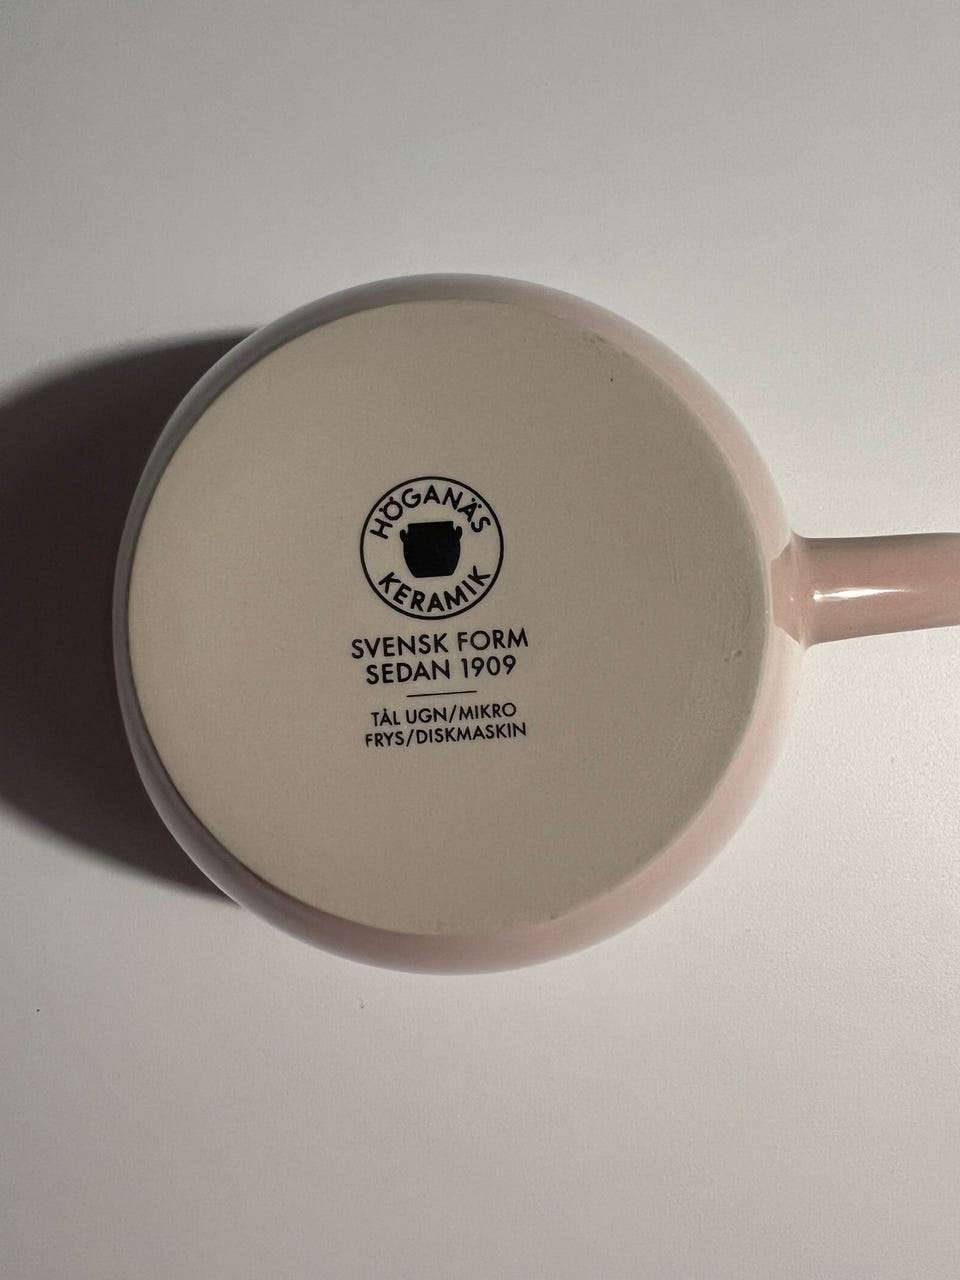 HÖGANÄS
KERAMIK
SVENSK FORM
SEDAN 1909
TÅL UGN/MIKRO
FRYS/DISKMASKIN